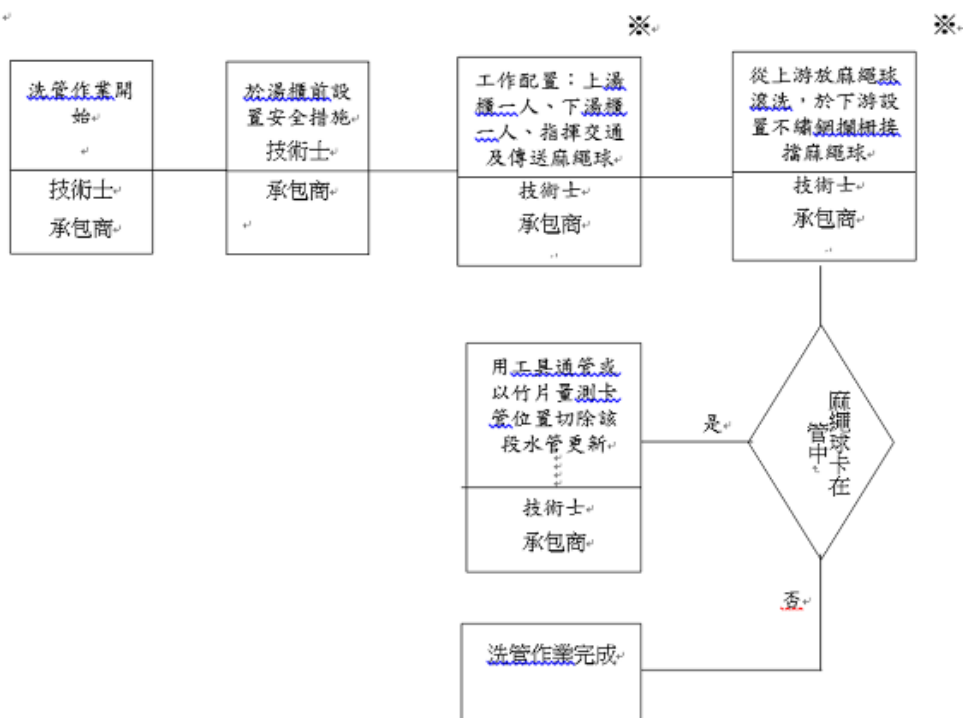 ※
※
洗管作業開
始
技術士
承包商
於湯櫃前設
置安全措施
技術士
承包商
工作配置：上湯
櫃一人、下湯櫃
一人、指揮交通
及傳送麻繩球
技術士
承包商
從上游放麻繩球
滾洗，於下游設
置不繡鋼攔柵接
擋麻繩球
技術士
承包商
麻繩球卡在
管中
是
用工具通管或
以竹片量測卡
管位置切除該
段水管更新
技術士
承包商
否
洗管作業完成